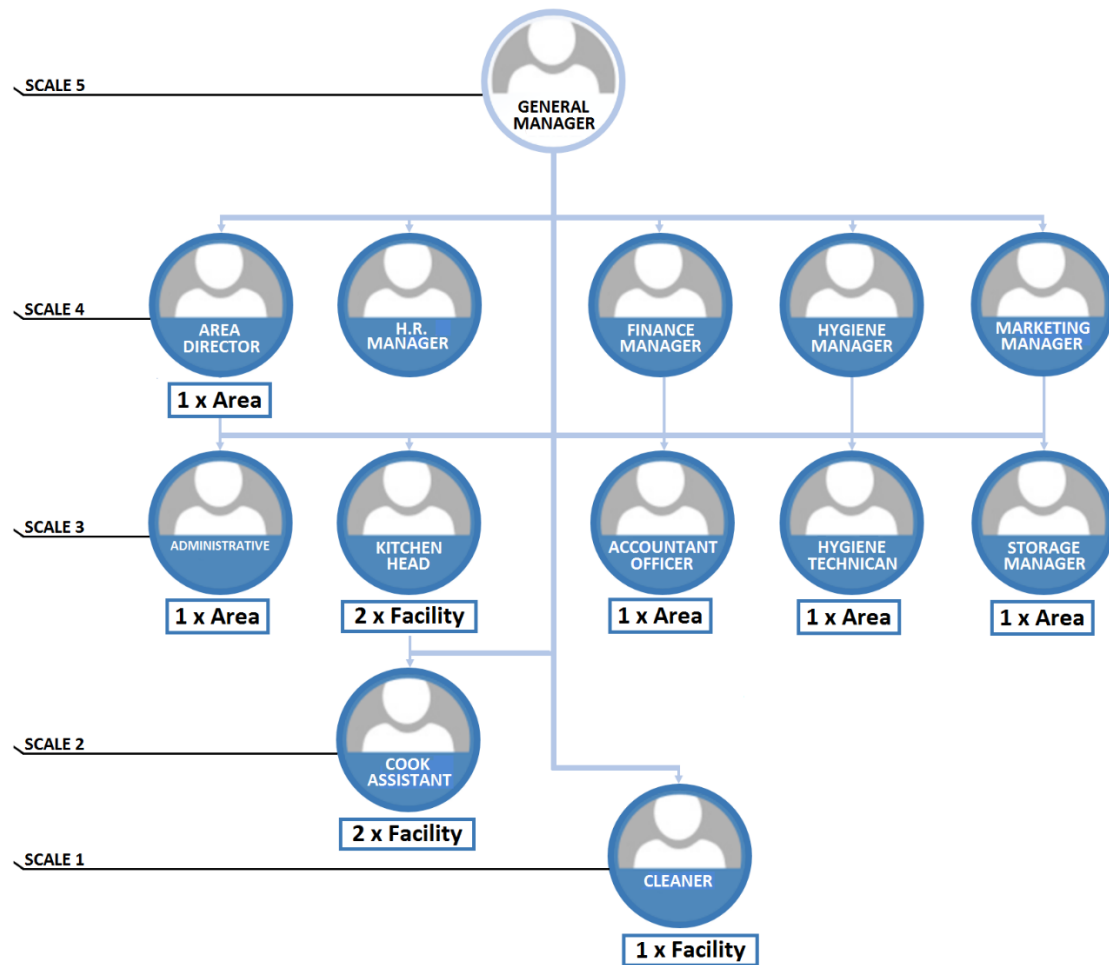 SCALE 5
GENERAL
MANAGER
SCALE 4
AREA
DIRECTOR
H.R.
MANAGER
FINANCE
MANAGER
HYGIENE
MANAGER
MARKETING
MANAGER
1 x Area
SCALE 3
ADMINISTRATIVE
KITCHEN
HEAD
ACCOUNTANT
OFFICER
HYGIENE
TECHNICAN
STORAGE
MANAGER
1 x Area
2 x Facility
1 x Area
1 x Area
1 x Area
SCALE 2
COOK
ASSISTANT
2 x Facility
SCALE 1
CLEANER
1 x Facility